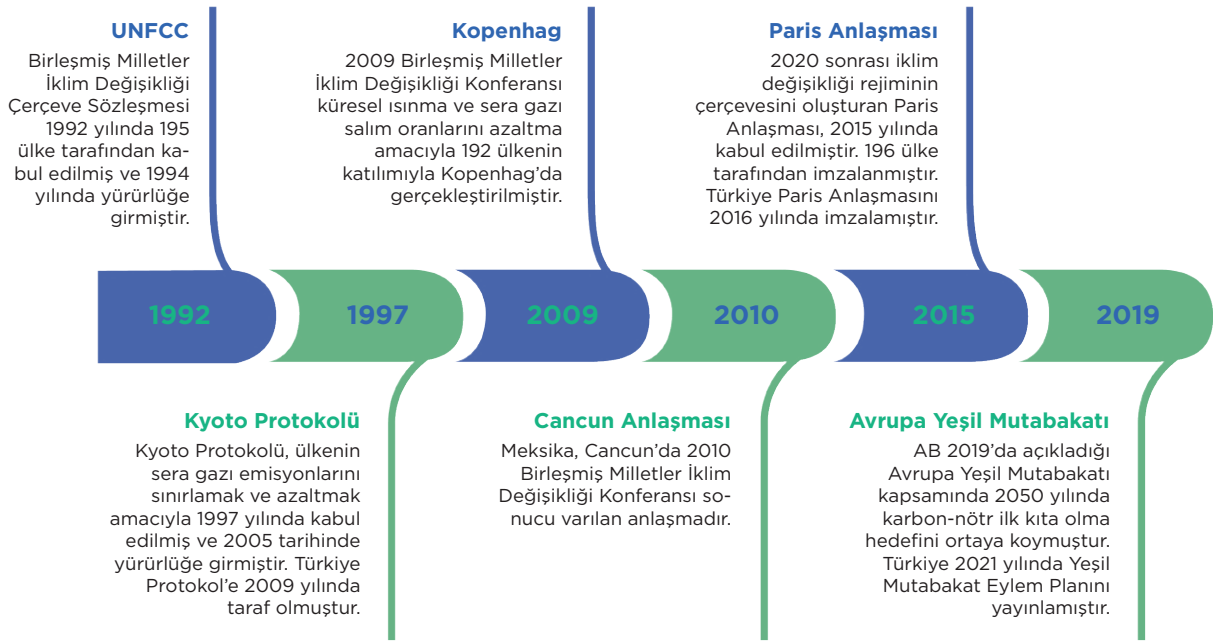 UNFCC
Birleşmiş Milletler
İklim Değişikliği
Çerçeve Sözleşmesi
1992 yılında 195
ülke tarafından ka-
bul edilmiş ve 1994
yılında yürürlüğe
girmiştir.
Kopenhag
2009 Birleşmiş Milletler
İklim Değişikliği Konferansı
küresel ısınma ve sera gazı
salım oranlarını azaltma
amacıyla 192 ülkenin
katılımıyla Kopenhag’da
gerçekleştirilmiştir.
Paris Anlaşması
2020 sonrası iklim
değişikliği rejiminin
çerçevesini oluşturan Paris
Anlaşması, 2015 yılında
kabul edilmiştir. 196 ülke
tarafından imzalanmıştır.
Türkiye Paris Anlaşmasını
2016 yılında imzalamıştır.
1992
1997
2009
2010
2015
2019
Kyoto Protokolü
Kyoto Protokolü, ülkenin
sera gazı emisyonlarını
sınırlamak ve azaltmak
amacıyla 1997 yılında kabul
edilmiş ve 2005 tarihinde
yürürlüğe girmiştir. Türkiye
Protokol’e 2009 yılında
taraf olmuştur.
Cancun Anlaşması
Meksika, Cancun’da 2010
Birleşmiş Milletler İklim
Değişikliği Konferansı so-
nucu varılan anlaşmadır.
Avrupa Yeşil Mutabakatı
AB 2019’da açıkladığı
Avrupa Yeşil Mutabakatı
kapsamında 2050 yılında
karbon-nötr ilk kıta olma
hedefini ortaya koymuştur.
Türkiye 2021 yılında Yeşil
Mutabakat Eylem Planını
yayınlamıştır.